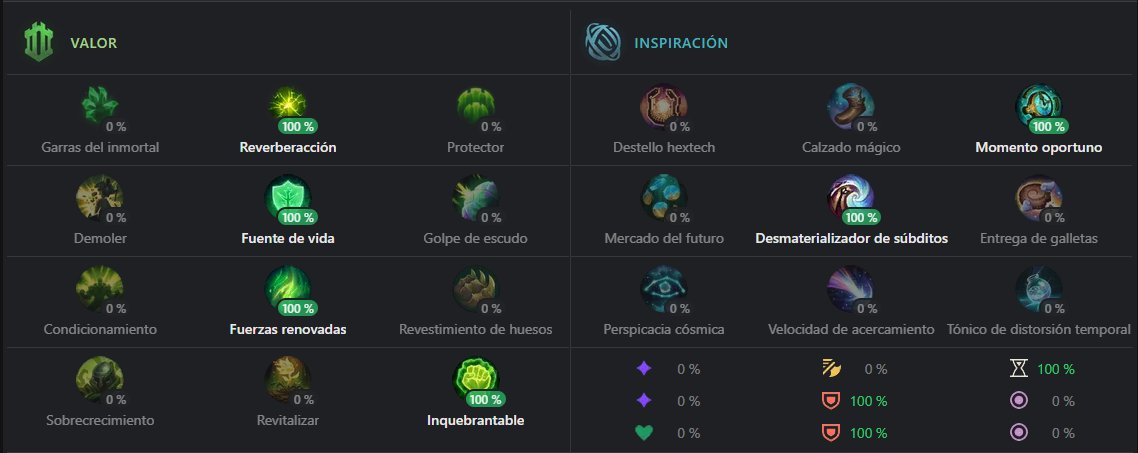 VALOR
INSPIRACIÓN
0 % 100 % 0 % 0 % 0 % 100 %
Garras del inmortal Reverberacción Protector Destello hextech Calzado mágico Momento oportuno
0 % 100 % 0 % 0 % 100 % 0 %
Demoler Fuente de vida Golpe de escudo Mercado del futuro Desmaterializador de súbditos Entrega de galletas
0 % 100 % 0 % 0 % 0 % 0 %
Condicionamiento Fuerzas renovadas Revestimiento de huesos Perspicacia cósmica Velocidad de acercamiento Tónico de distorsión temporal
0 % 0 % 100 %
Sobrecrecimiento Revitalizar Inquebrantable
0 % 0 % 100 %
0 % 100 % 0 %
0 % 100 % 0 %